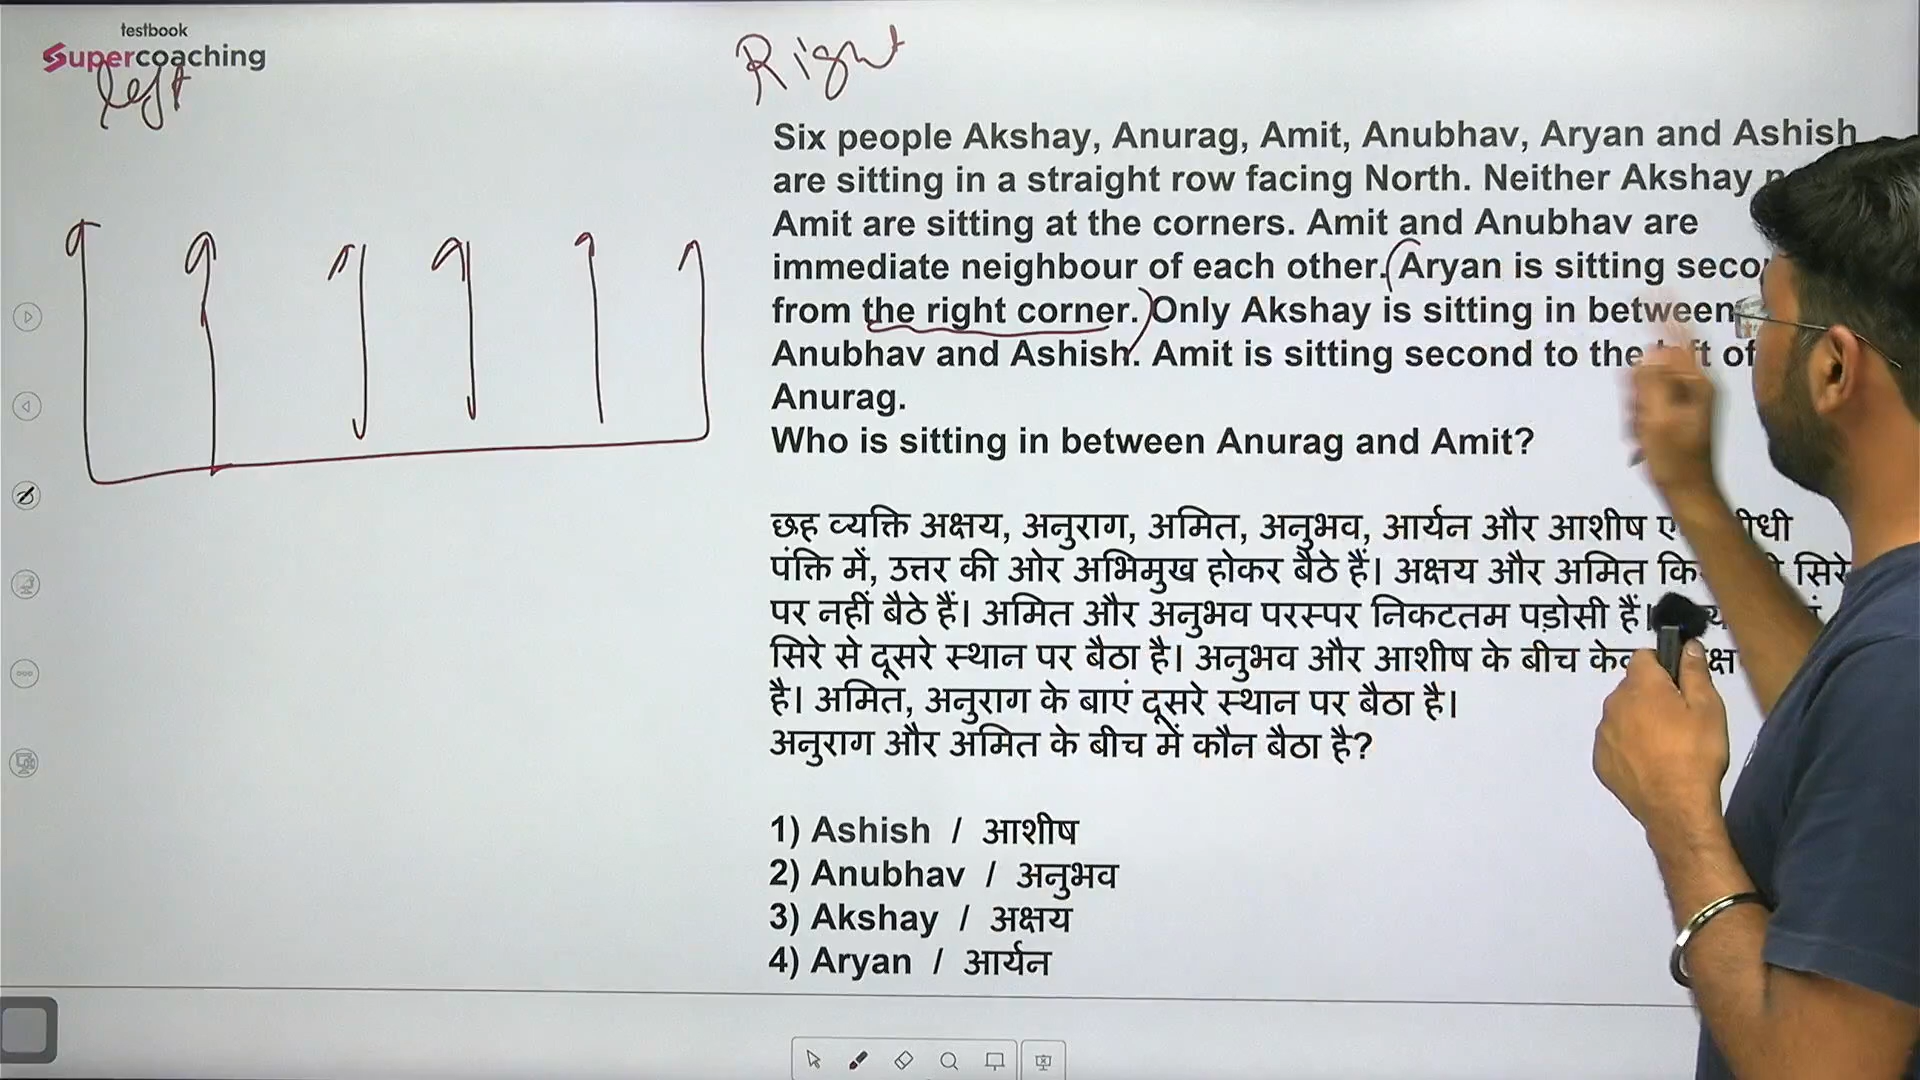 testbook
Supercoaching
left
Right
Six people Akshay, Anurag, Amit, Anubhav, Aryan and Ashish
are sitting in a straight row facing North. Neither Akshay
Amit are sitting at the corners. Amit and Anubhav are
immediate neighbour of each other. Aryan is sitting
from the right corner. Only Akshay is sitting in between
Anubhav and Ashish. Amit is sitting second to the left of
Anurag.
Who is sitting in between Anurag and Amit?
छह व्यक्ति अक्षय, अनुराग, अमित, अनुभव, आर्यन और आशीष
पंक्ति में, उत्तर की ओर अभिमुख होकर बैठे हैं। अक्षय और अमित सिरे
पर नहीं बैठे हैं। अमित और अनुभव परस्पर निकटतम पड़ोसी हैं।
सिरे से दूसरे स्थान पर बैठा है। अनुभव और आशीष के बीच
है। अमित, अनुराग के बाएं दूसरे स्थान पर बैठा है।
अनुराग और अमित के बीच में कौन बैठा है?
1) Ashish / आशीष
2) Anubhav / अनुभव
3) Akshay / अक्षय
4) Aryan / आर्यन